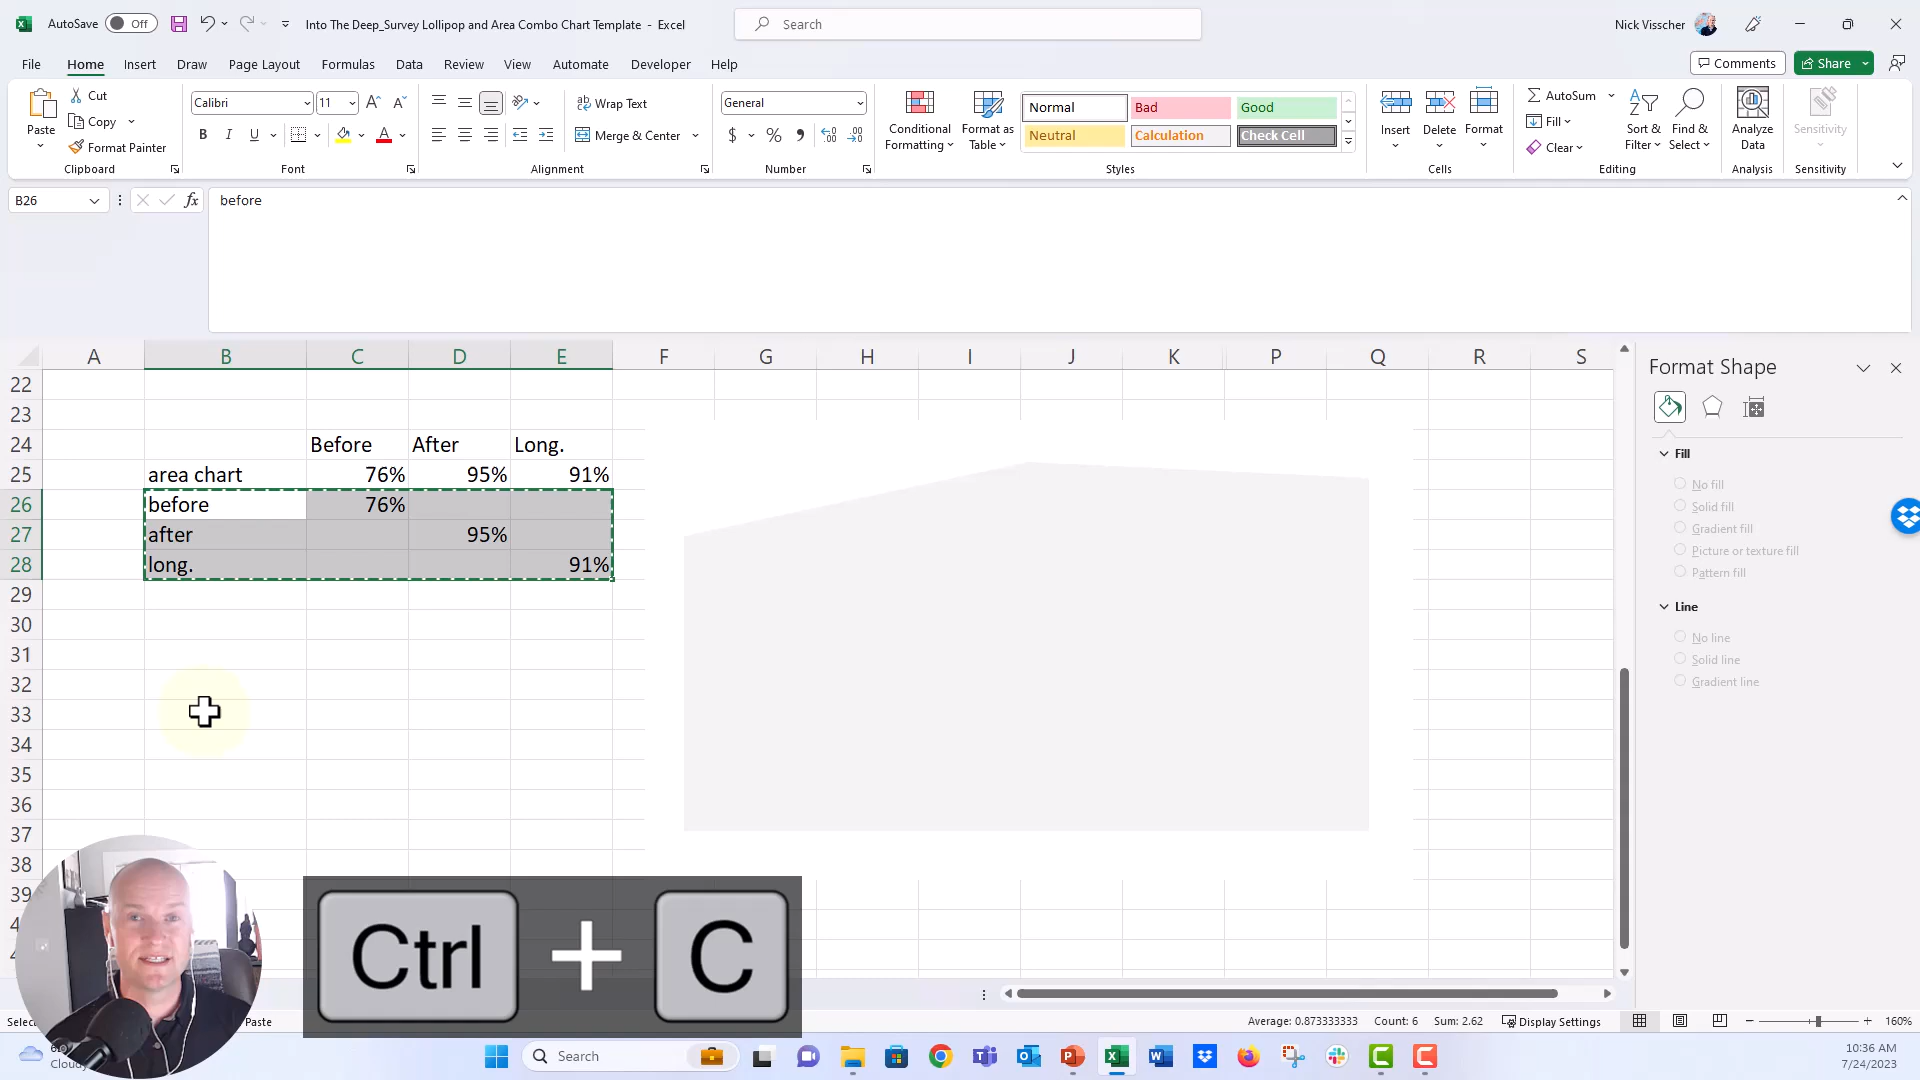 AutoSave Off Into The Deep_Survey Lollipop and Area Combo Chart Template - Excel Search Nick Visscher
File Home Insert Draw Page Layout Formulas Data Review View Automate Developer Help Comments Share
Paste Cut Copy Format Painter Clipboard
Calibri 11 B I U A Font
Wrap Text Merge & Center Alignment
General $ % Number
Conditional Formatting Format as Table
Normal Bad Good
Neutral Calculation Check Cell
Styles
Insert Delete Format Cells
AutoSum Fill Clear Sort & Filter Find & Select Editing
Analyze Data Analysis
Sensitivity Sensitivity
B26 fx before
A B C D E F G H I J K P Q R S
22
23
24 Before After Long.
25 area chart 76% 95% 91%
26 before 76%
27 after 95%
28 long. 91%
29
30
31
32
33
34
35
36
37
38
39
Format Shape
Fill
No fill
Solid fill
Gradient fill
Picture or texture fill
Pattern fill
Line
No line
Solid line
Gradient line
Ctrl + C
Paste Average: 0.873333333 Count: 6 Sum: 2.62 Display Settings 160%
Search
10:36 AM
7/24/2023